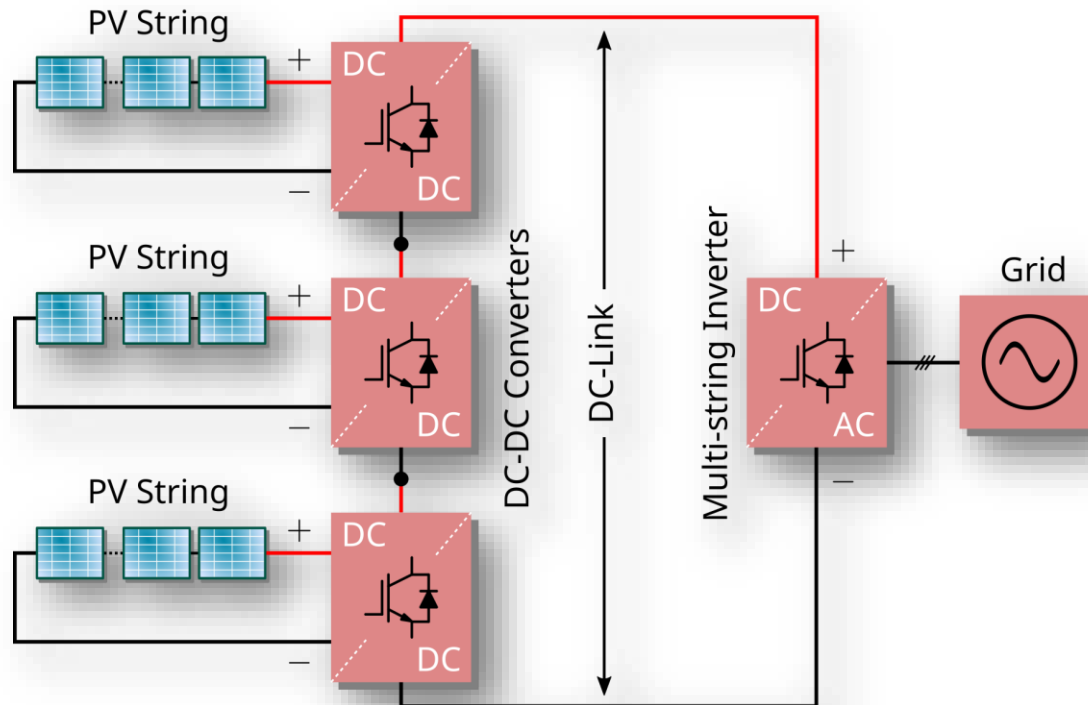 PV String
+
DC
DC
−
PV String
+
DC
DC
−
PV String
+
DC
DC
−
DC-DC Converters
DC-Link
Multi-string Inverter
+
DC
AC
−
Grid